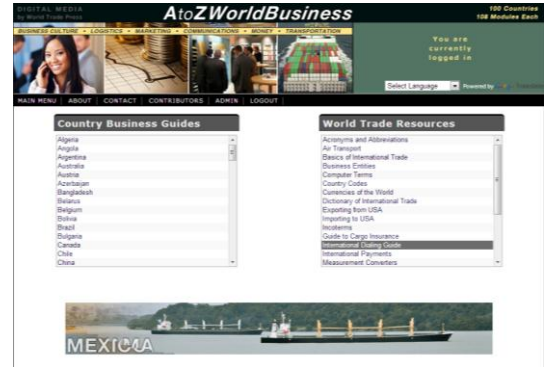 DIGITAL MEDIA
by World Trade Press
AtoZWorldBusiness
100 Countries
108 Modules Each
BUSINESS CULTURE • LOGISTICS • MARKETING • COMMUNICATIONS • MONEY • TRANSPORTATION
You are
currently
logged in
Select Language
Powered by
MAIN MENU | ABOUT | CONTACT | CONTRIBUTORS | ADMIN | LOGOUT
Country Business Guides
Algeria
Angola
Argentina
Australia
Austria
Azerbaijan
Bangladesh
Belarus
Belgium
Bolivia
Brazil
Bulgaria
Canada
Chile
China
World Trade Resources
Acronyms and Abbreviations
Air Transport
Basics of International Trade
Business Entities
Computer Terms
Country Codes
Currencies of the World
Dictionary of International Trade
Exporting from USA
Importing to USA
Incoterms
Guide to Cargo Insurance
International Dialing Guide
International Payments
Measurement Converters